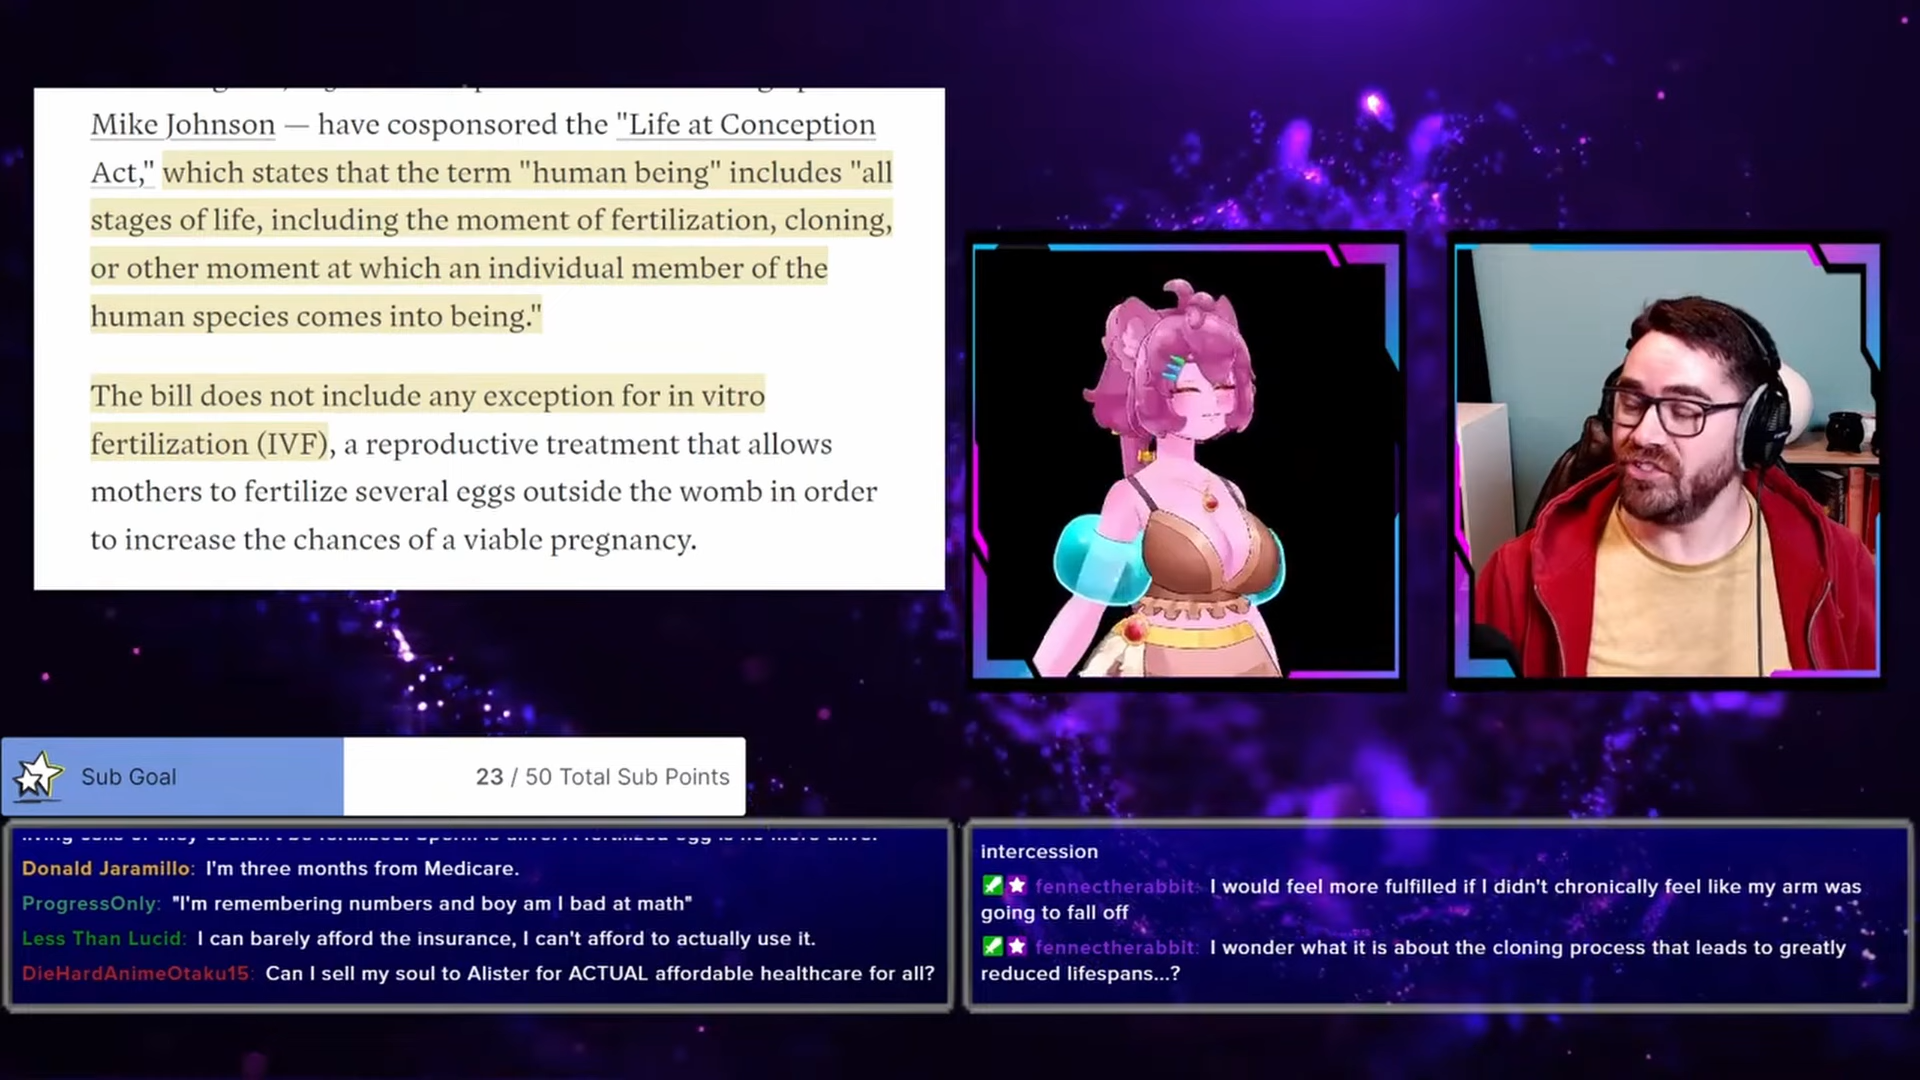 Mike Johnson — have cosponsored the "Life at Conception
Act," which states that the term "human being" includes "all
stages of life, including the moment of fertilization, cloning,
or other moment at which an individual member of the
human species comes into being."
The bill does not include any exception for in vitro
fertilization (IVF), a reproductive treatment that allows
mothers to fertilize several eggs outside the womb in order
to increase the chances of a viable pregnancy.
Sub Goal 23 / 50 Total Sub Points
Donald Jaramillo: I'm three months from Medicare.
ProgressOnly: "I'm remembering numbers and boy am I bad at math"
Less Than Lucid: I can barely afford the insurance, I can't afford to actually use it.
DieHardAnimeOtaku15: Can I sell my soul to Alister for ACTUAL affordable healthcare for all?
intercession
fennectherabbit: I would feel more fulfilled if I didn't chronically feel like my arm was
going to fall off
fennectherabbit: I wonder what it is about the cloning process that leads to greatly
reduced lifespans...?